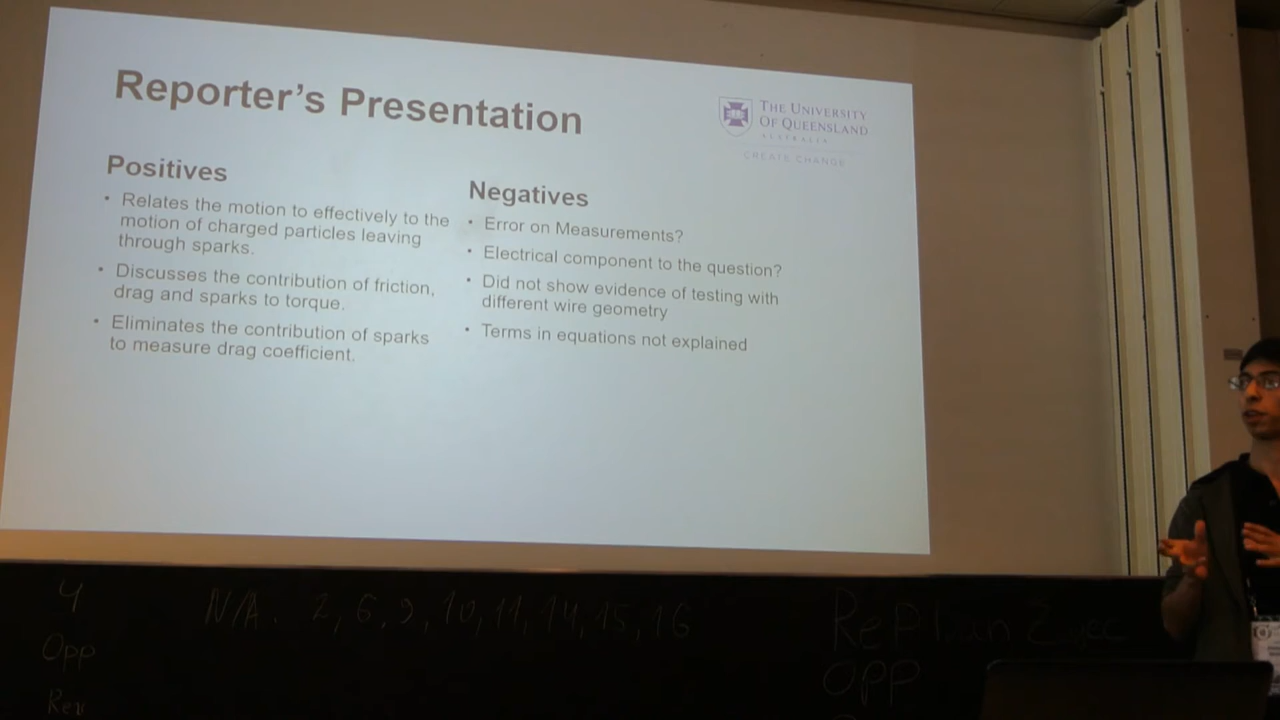 Reporter's Presentation
THE UNIVERSITY
OF QUEENSLAND
AUSTRALIA
CREATE CHANGE
Positives
• Relates the motion to effectively to the
motion of charged particles leaving
through sparks.
• Discusses the contribution of friction,
drag and sparks to torque.
• Eliminates the contribution of sparks
to measure drag coefficient.
Negatives
• Error on Measurements?
• Electrical component to the question?
• Did not show evidence of testing with
different wire geometry
• Terms in equations not explained
4
Opp
Rev
N/A. 2, 6, 9, 10, 11, 14, 15, 16
Rep
Opp